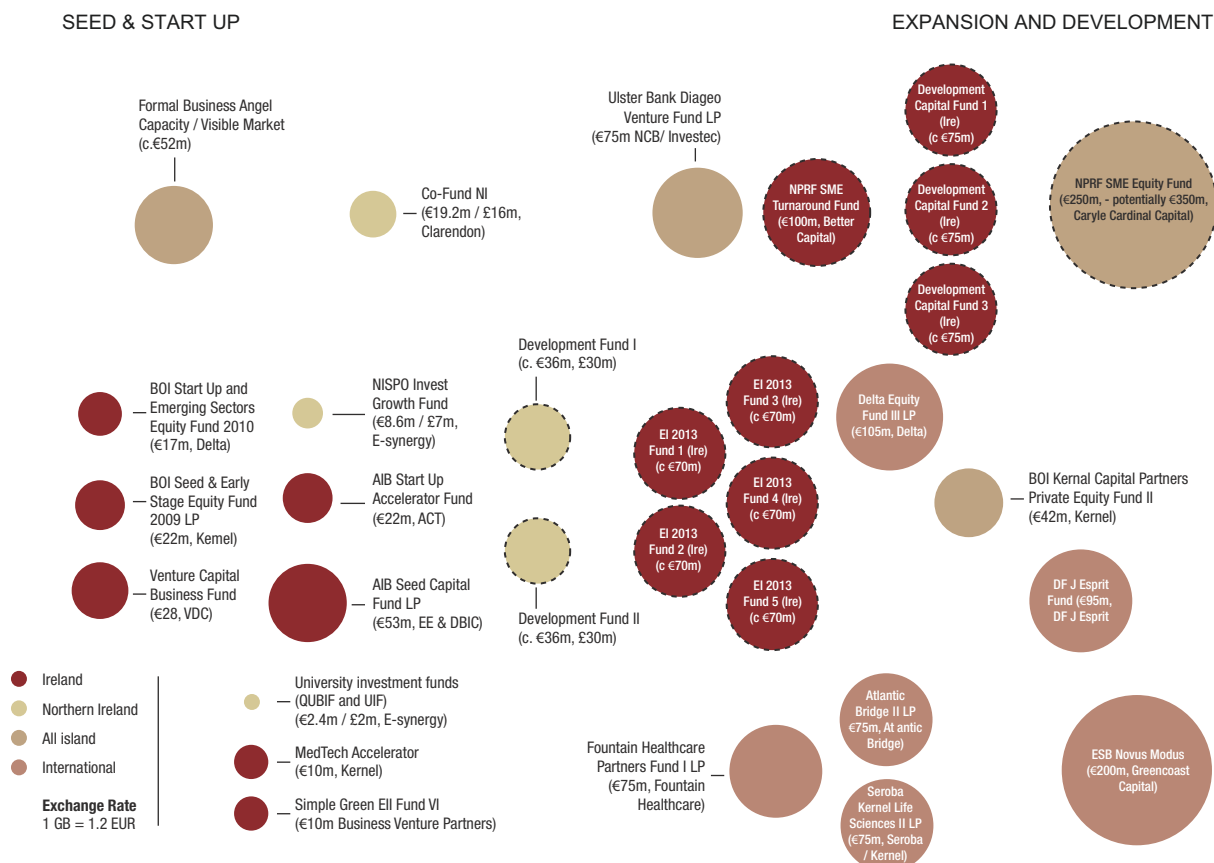 SEED & START UP
EXPANSION AND DEVELOPMENT
Formal Business Angel
Capacity / Visible Market
(c.€52m)
Co-Fund NI
(€19.2m / £16m,
Clarendon)
Ulster Bank Diageo
Venture Fund LP
(€75m NCB/ Investec)
NPRF SME
Turnaround Fund
(€100m, Better
Capital)
Development
Capital Fund 1
(Ire)
(c €75m)
Development
Capital Fund 2
(Ire)
(c €75m)
Development
Capital Fund 3
(Ire)
(c €75m)
NPRF SME Equity Fund
(€250m, - potentially €350m,
Caryle Cardinal Capital)
BOI Start Up and
Emerging Sectors
Equity Fund 2010
(€17m, Delta)
NISPO Invest
Growth Fund
(€8.6m / £7m,
E-synergy)
Development Fund I
(c. €36m, £30m)
EI 2013
Fund 1 (Ire)
(c €70m)
EI 2013
Fund 3 (Ire)
(c €70m)
Delta Equity
Fund III LP
(€105m, Delta)
BOI Seed & Early
Stage Equity Fund
2009 LP
(€22m, Kemel)
AIB Start Up
Accelerator Fund
(€22m, ACT)
EI 2013
Fund 4 (Ire)
(c €70m)
BOI Kernal Capital Partners
Private Equity Fund II
(€42m, Kernel)
EI 2013
Fund 2 (Ire)
(c €70m)
Venture Capital
Business Fund
(€28, VDC)
AIB Seed Capital
Fund LP
(€53m, EE & DBIC)
Development Fund II
(c. €36m, £30m)
EI 2013
Fund 5 (Ire)
(c €70m)
DF J Esprit
Fund (€95m,
DF J Esprit
Ireland
Northern Ireland
All island
International
Exchange Rate
1 GB = 1.2 EUR
University investment funds
(QUBIF and UIF)
(€2.4m / £2m, E-synergy)
MedTech Accelerator
(€10m, Kernel)
Simple Green EII Fund VI
(€10m Business Venture Partners)
Fountain Healthcare
Partners Fund I LP
(€75m, Fountain
Healthcare)
Atlantic
Bridge II LP
€75m, At antic
Bridge)
Seroba
Kernel Life
Sciences II LP
(€75m, Seroba
/ Kernel)
ESB Novus Modus
(€200m, Greencoast
Capital)